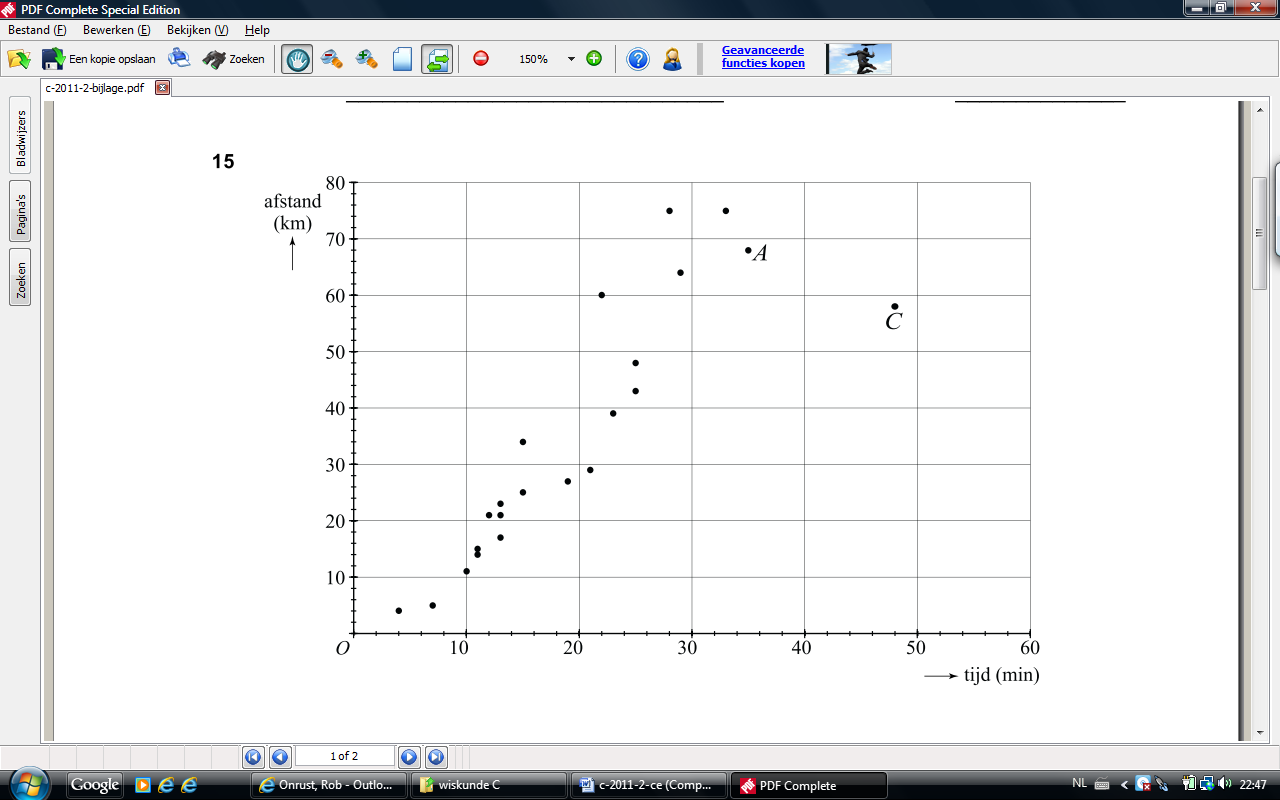 PDF Complete Special Edition
Bestand (F) Bewerken (E) Bekijken (V) Help
Een kopie opslaan Zoeken 150% Geavanceerde
functies kopen
c-2011-2-bijlage.pdf
Bladwijzers
Pagina's
Zoeken
15
afstand
(km)
80
70
60
50
40
30
20
10
A
C
O 10 20 30 40 50 60
tijd (min)
1 of 2
Google Onrust, Rob - Outlo... wiskunde C c-2011-2-ce (Comp... PDF Complete NL 22:47